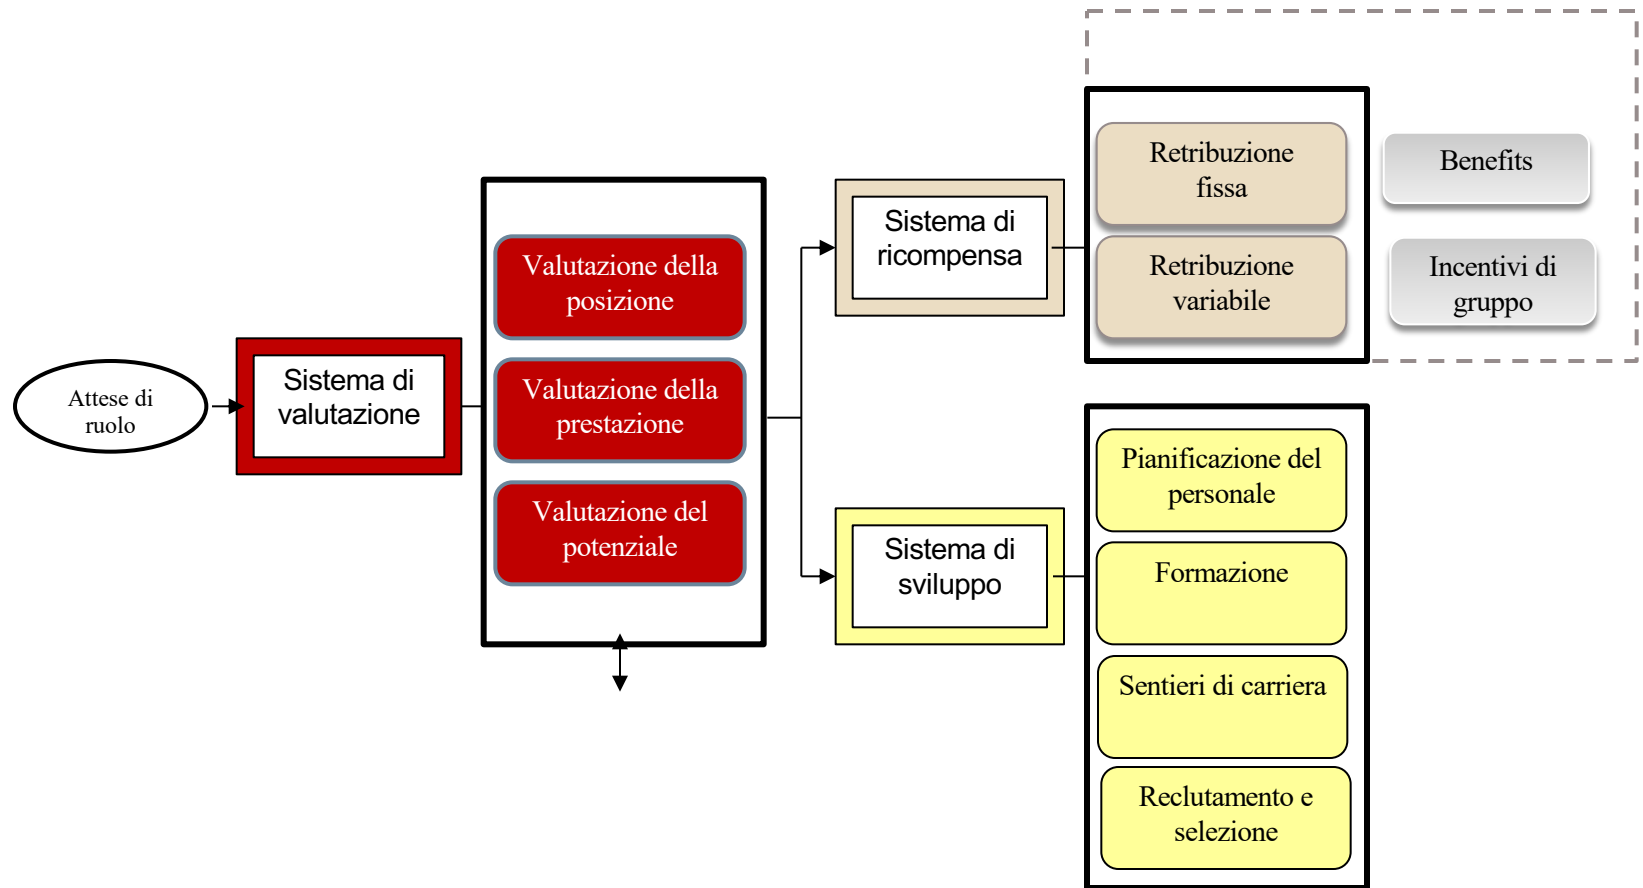 Attese di
ruolo
Sistema di
valutazione
Valutazione della
posizione
Valutazione della
prestazione
Valutazione del
potenziale
Sistema di
ricompensa
Retribuzione
fissa
Retribuzione
variabile
Benefits
Incentivi di
gruppo
Sistema di
sviluppo
Pianificazione del
personale
Formazione
Sentieri di carriera
Reclutamento e
selezione